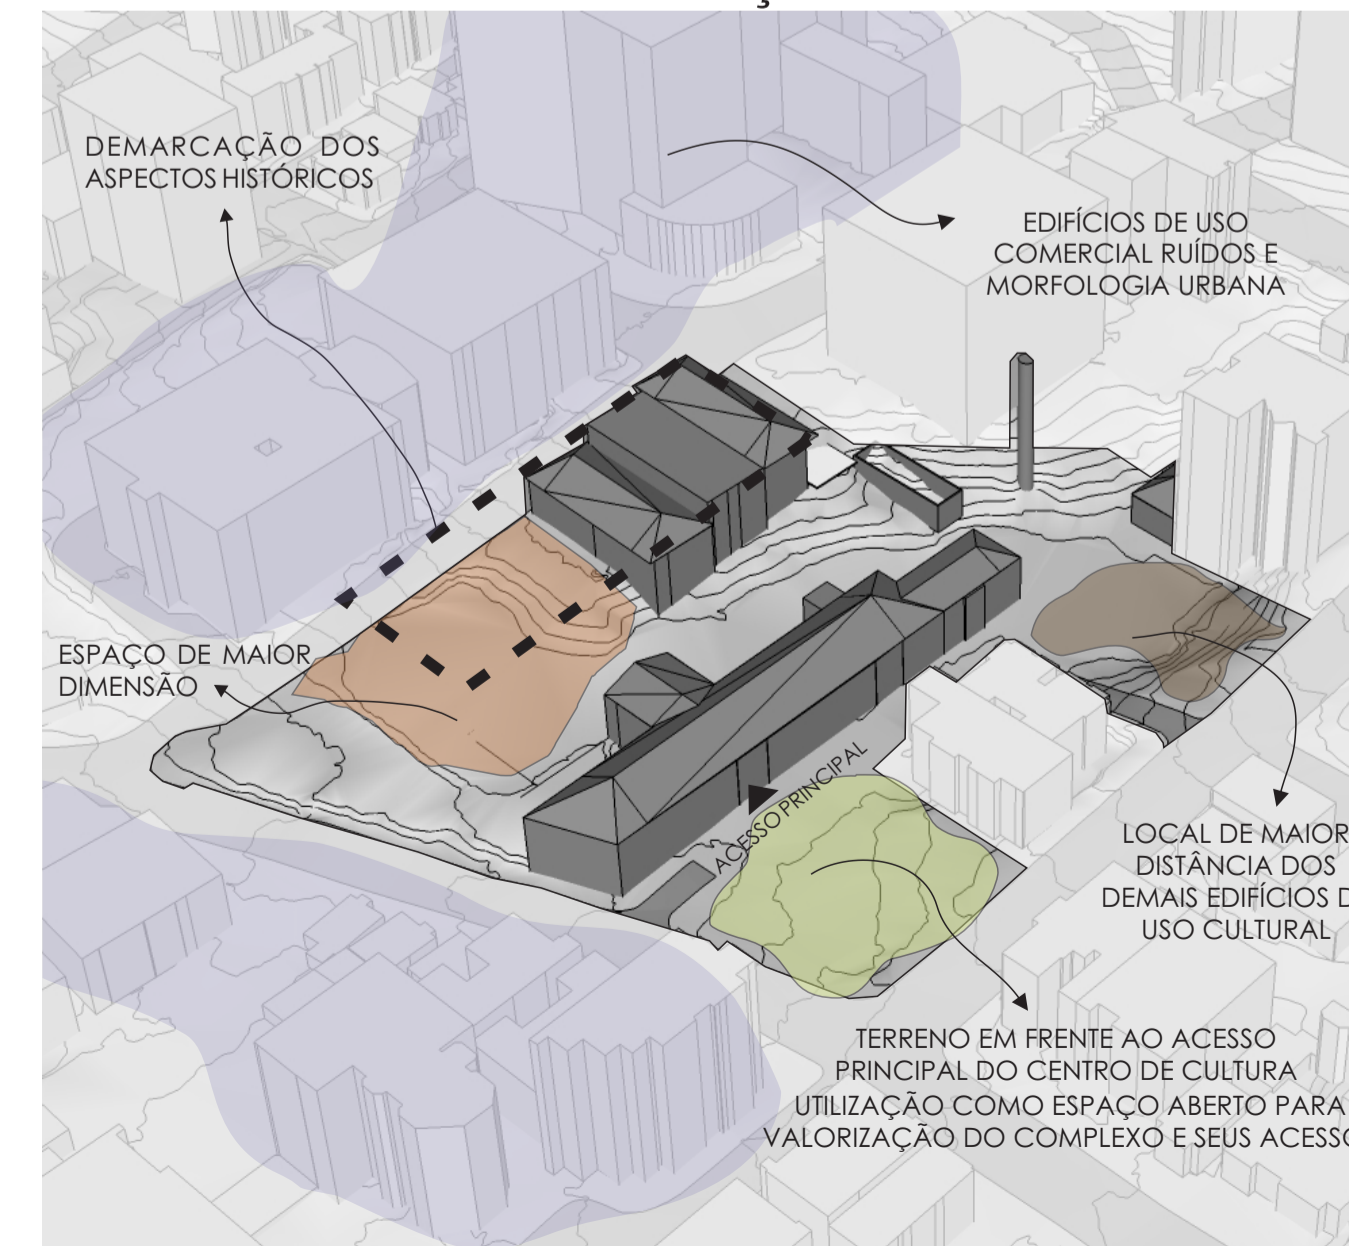 DEMARCAÇÃO DOS
ASPECTOS HISTÓRICOS
EDIFÍCIOS DE USO
COMERCIAL RUÍDOS E
MORFOLOGIA URBANA
ESPAÇO DE MAIOR
DIMENSÃO
ACESSO PRINCIPAL
LOCAL DE MAIOR
DISTÂNCIA DOS
DEMAIS EDIFÍCIOS D
USO CULTURAL
TERRENO EM FRENTE AO ACESSO
PRINCIPAL DO CENTRO DE CULTURA
UTILIZAÇÃO COMO ESPAÇO ABERTO PARA
VALORIZAÇÃO DO COMPLEXO E SEUS ACESSO